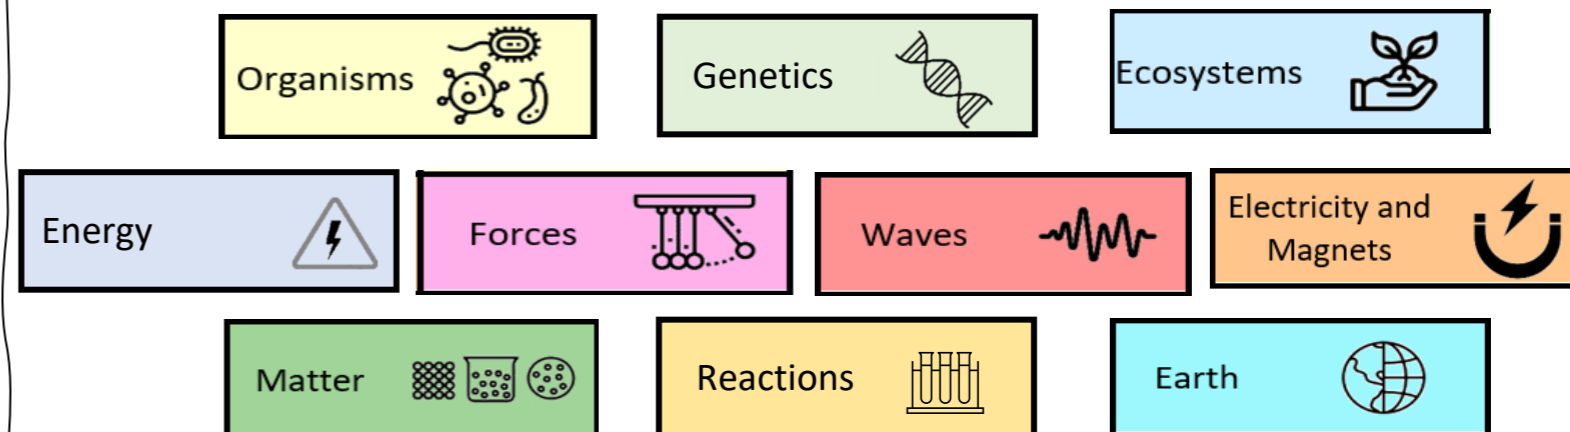 Organisms
Genetics
Ecosystems
Energy
Forces
Waves
Electricity and
Magnets
Matter
Reactions
Earth